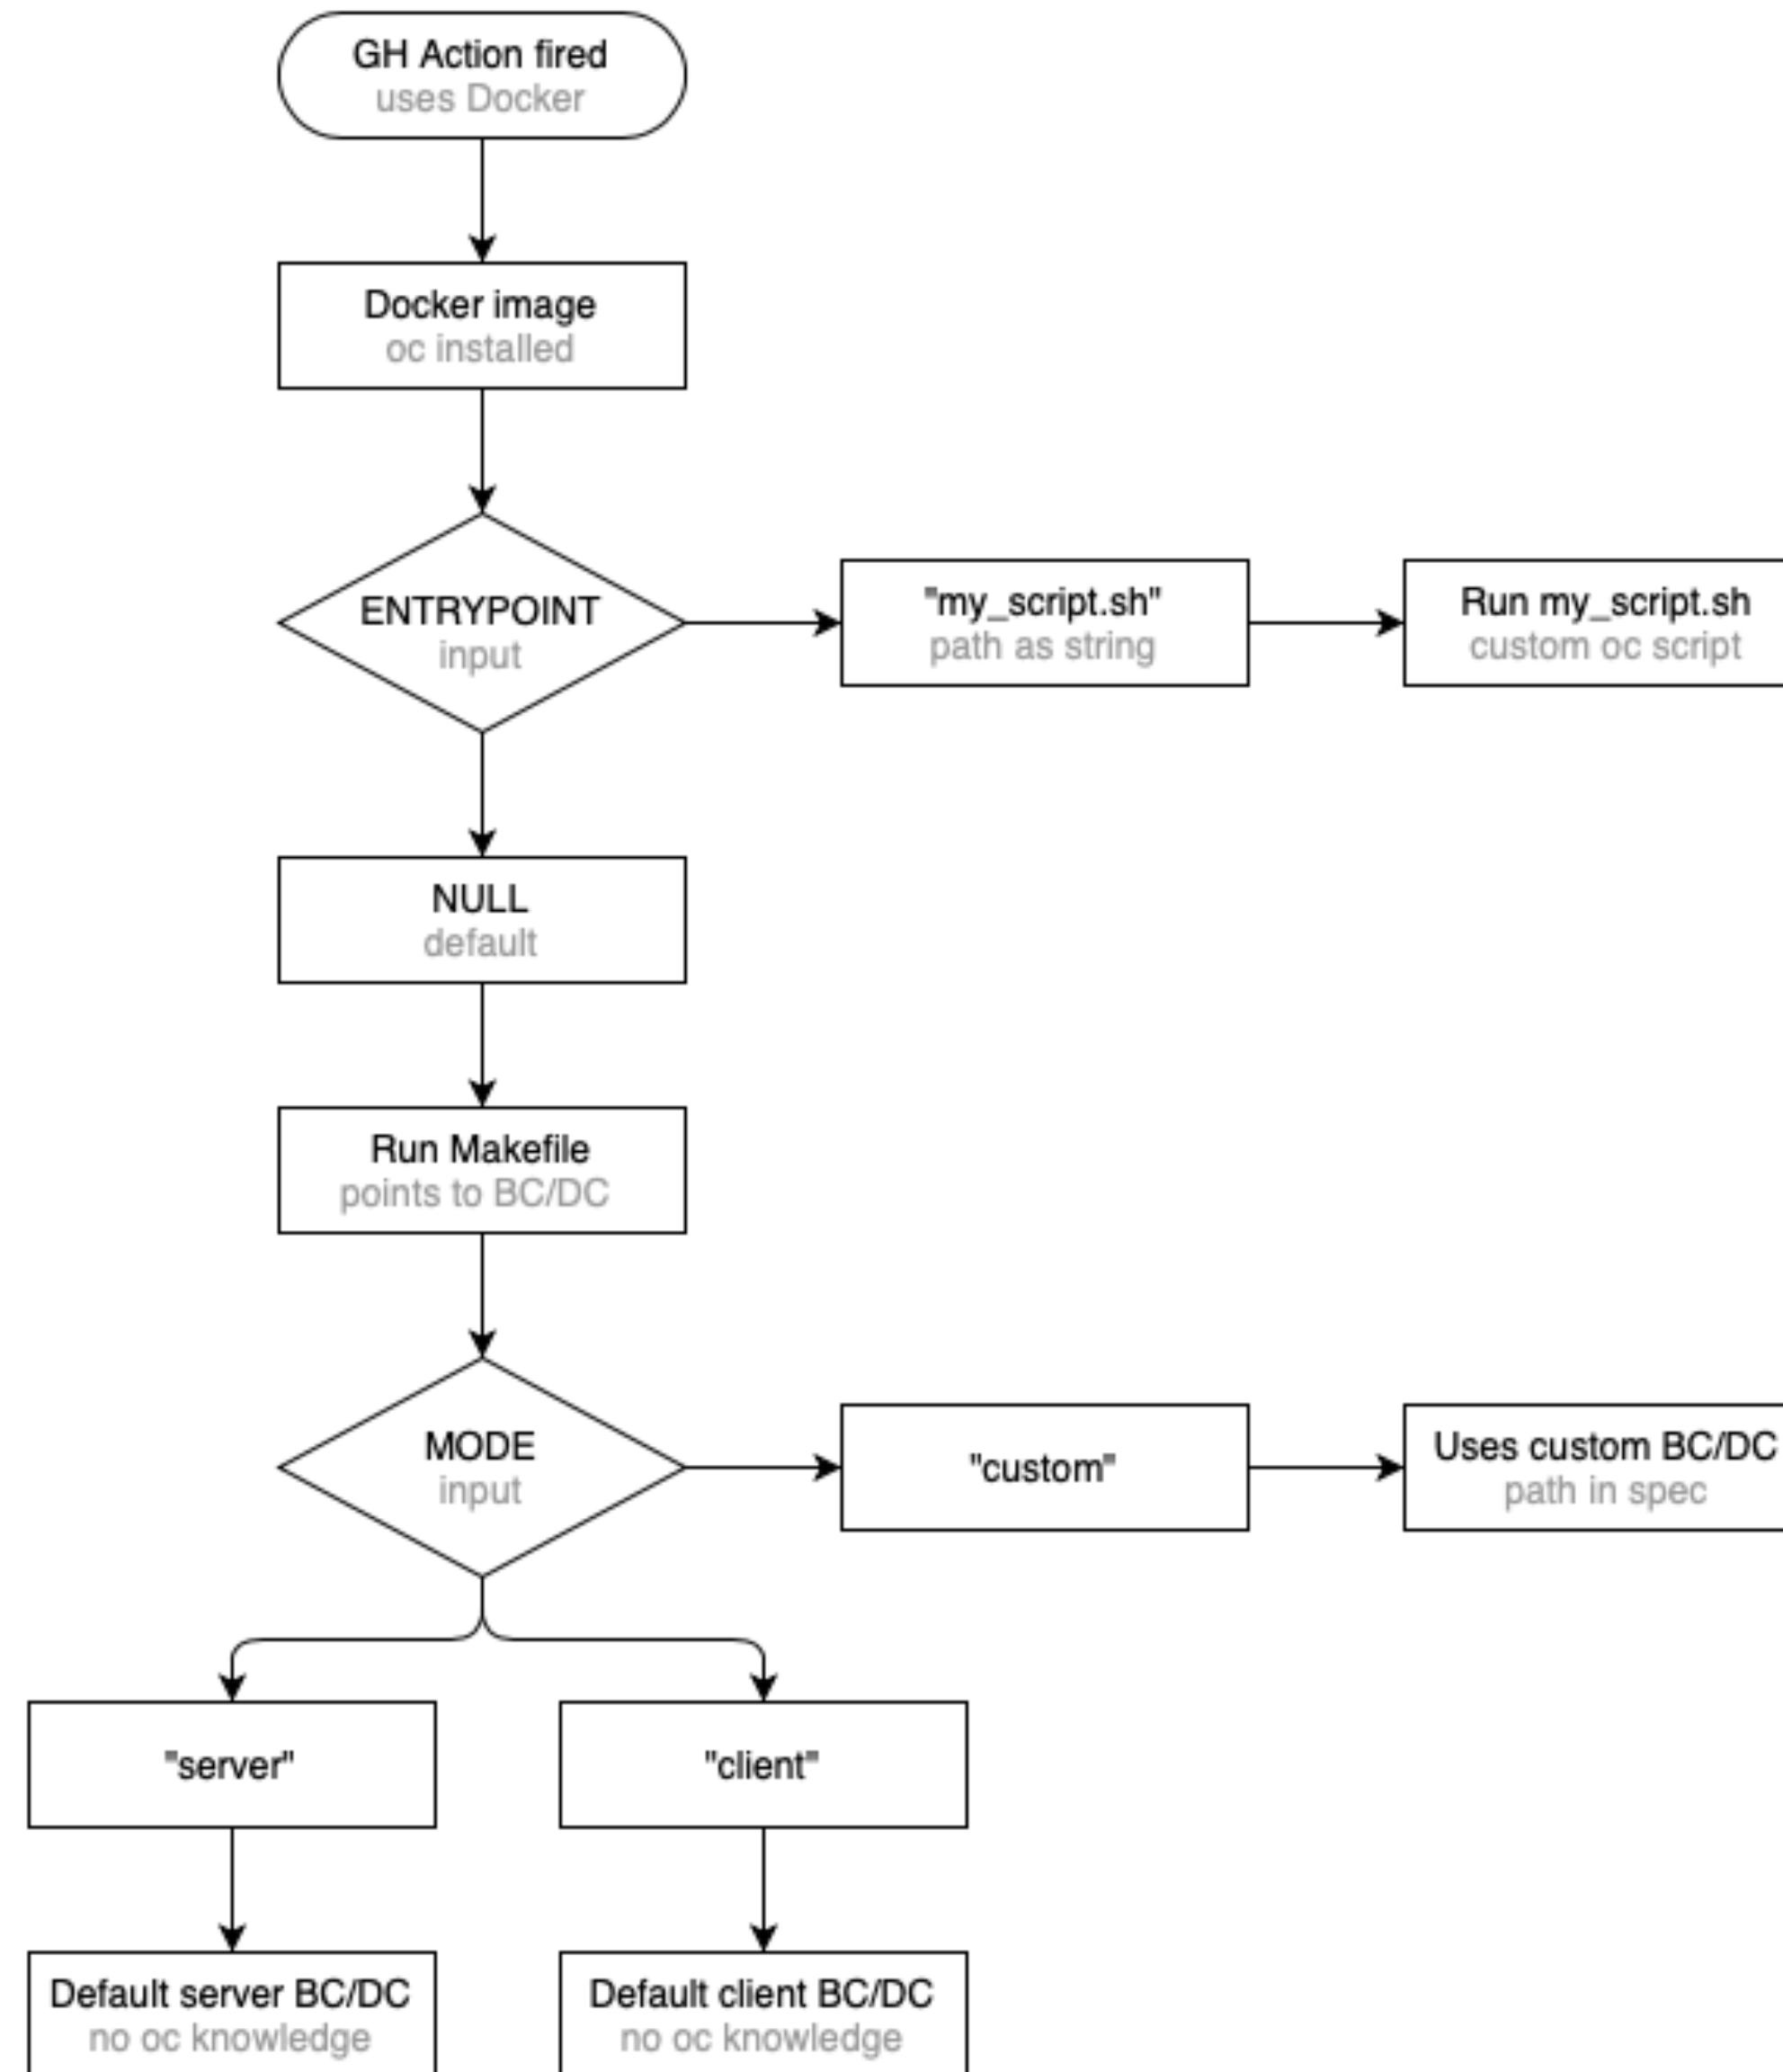 GH Action fired
uses Docker
Docker image
oc installed
ENTRYPOINT
input
"my_script.sh"
path as string
Run my_script.sh
custom oc script
NULL
default
Run Makefile
points to BC/DC
MODE
input
"custom"
Uses custom BC/DC
path in spec
"server"
"client"
Default server BC/DC
no oc knowledge
Default client BC/DC
no oc knowledge